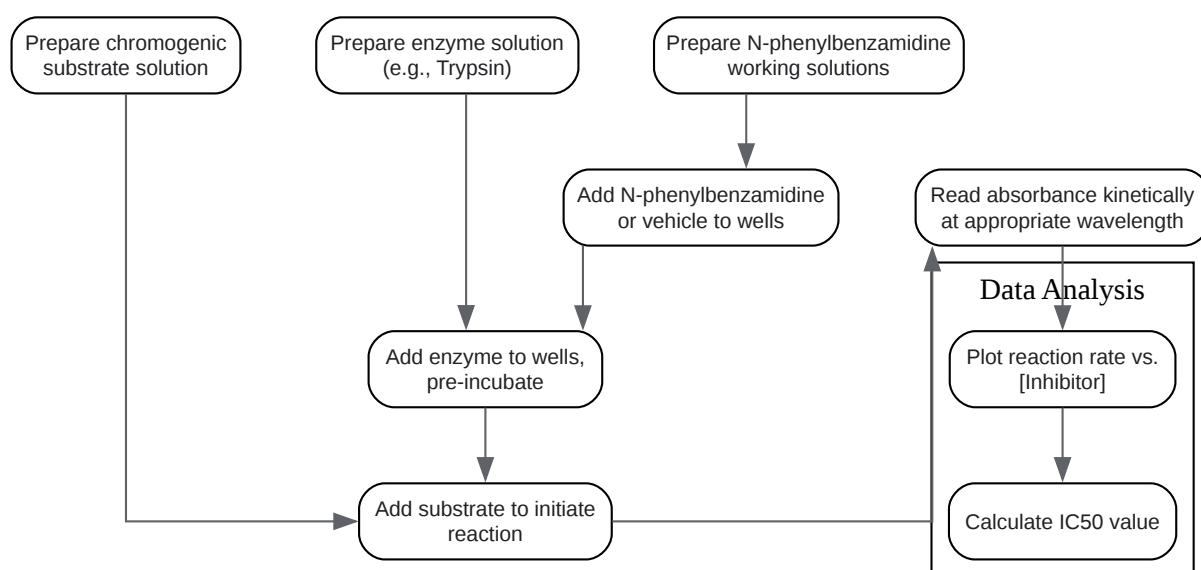 Prepare chromogenic
substrate solution
Prepare enzyme solution
(e.g., Trypsin)
Prepare N-phenylbenzamidine
working solutions
Add N-phenylbenzamidine
or vehicle to wells
Read absorbance kinetically
at appropriate wavelength
Data Analysis
Add enzyme to wells,
pre-incubate
Plot reaction rate vs.
[Inhibitor]
Add substrate to initiate
reaction
Calculate IC50 value